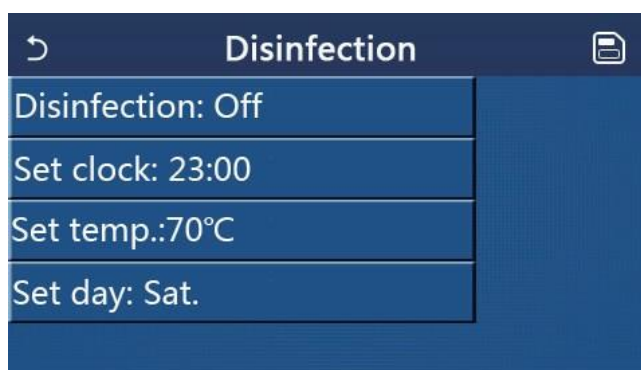 Disinfection
Disinfection: Off
Set clock: 23:00
Set temp.:70℃
Set day: Sat.